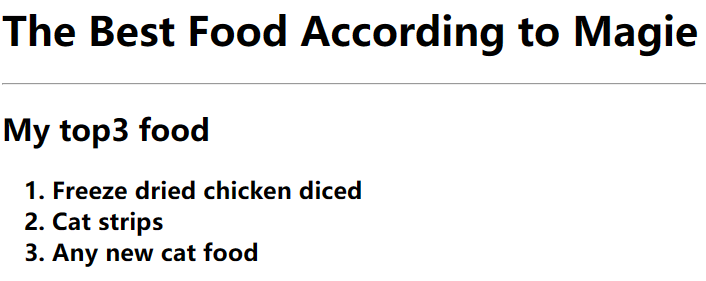 The Best Food According to Magie
My top3 food
1. Freeze dried chicken diced
2. Cat strips
3. Any new cat food